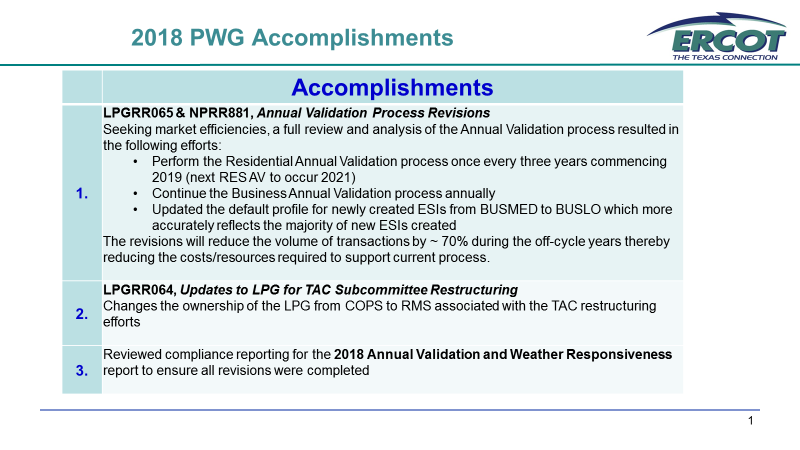 2018 PWG Accomplishments
ERCOT
THE TEXAS CONNECTION
Accomplishments
1.
LPGRR065 & NPRR881, Annual Validation Process Revisions
Seeking market efficiencies, a full review and analysis of the Annual Validation process resulted in
the following efforts:
• Perform the Residential Annual Validation process once every three years commencing
2019 (next RES AV to occur 2021)
• Continue the Business Annual Validation process annually
• Updated the default profile for newly created ESIs from BUSMED to BUSLO which more
accurately reflects the majority of new ESIs created
The revisions will reduce the volume of transactions by ~ 70% during the off-cycle years thereby
reducing the costs/resources required to support current process.
2.
LPGRR064, Updates to LPG for TAC Subcommittee Restructuring
Changes the ownership of the LPG from COPS to RMS associated with the TAC restructuring
efforts
3.
Reviewed compliance reporting for the 2018 Annual Validation and Weather Responsiveness
report to ensure all revisions were completed
1